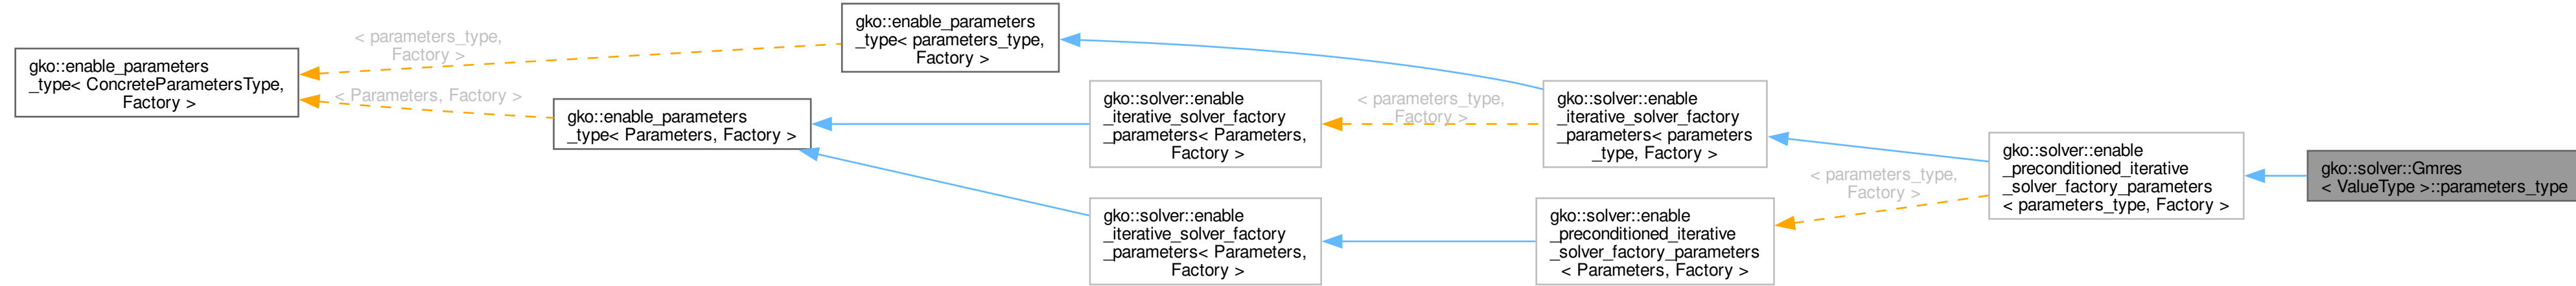 gko::enable_parameters
_type< ConcreteParametersType,
Factory >
< parameters_type,
Factory >
< Parameters, Factory >
gko::enable_parameters
_type< Parameters, Factory >
gko::enable_parameters
_type< parameters_type,
Factory >
gko::solver::enable
_iterative_solver_factory
_parameters< Parameters,
Factory >
gko::solver::enable
_iterative_solver_factory
_parameters< Parameters,
Factory >
< parameters_type,
Factory >
gko::solver::enable
_iterative_solver_factory
_parameters< parameters
_type, Factory >
gko::solver::enable
_preconditioned_iterative
_solver_factory_parameters
< Parameters, Factory >
< parameters_type,
Factory >
gko::solver::enable
_preconditioned_iterative
_solver_factory_parameters
< parameters_type, Factory >
gko::solver::Gmres
< ValueType >::parameters_type